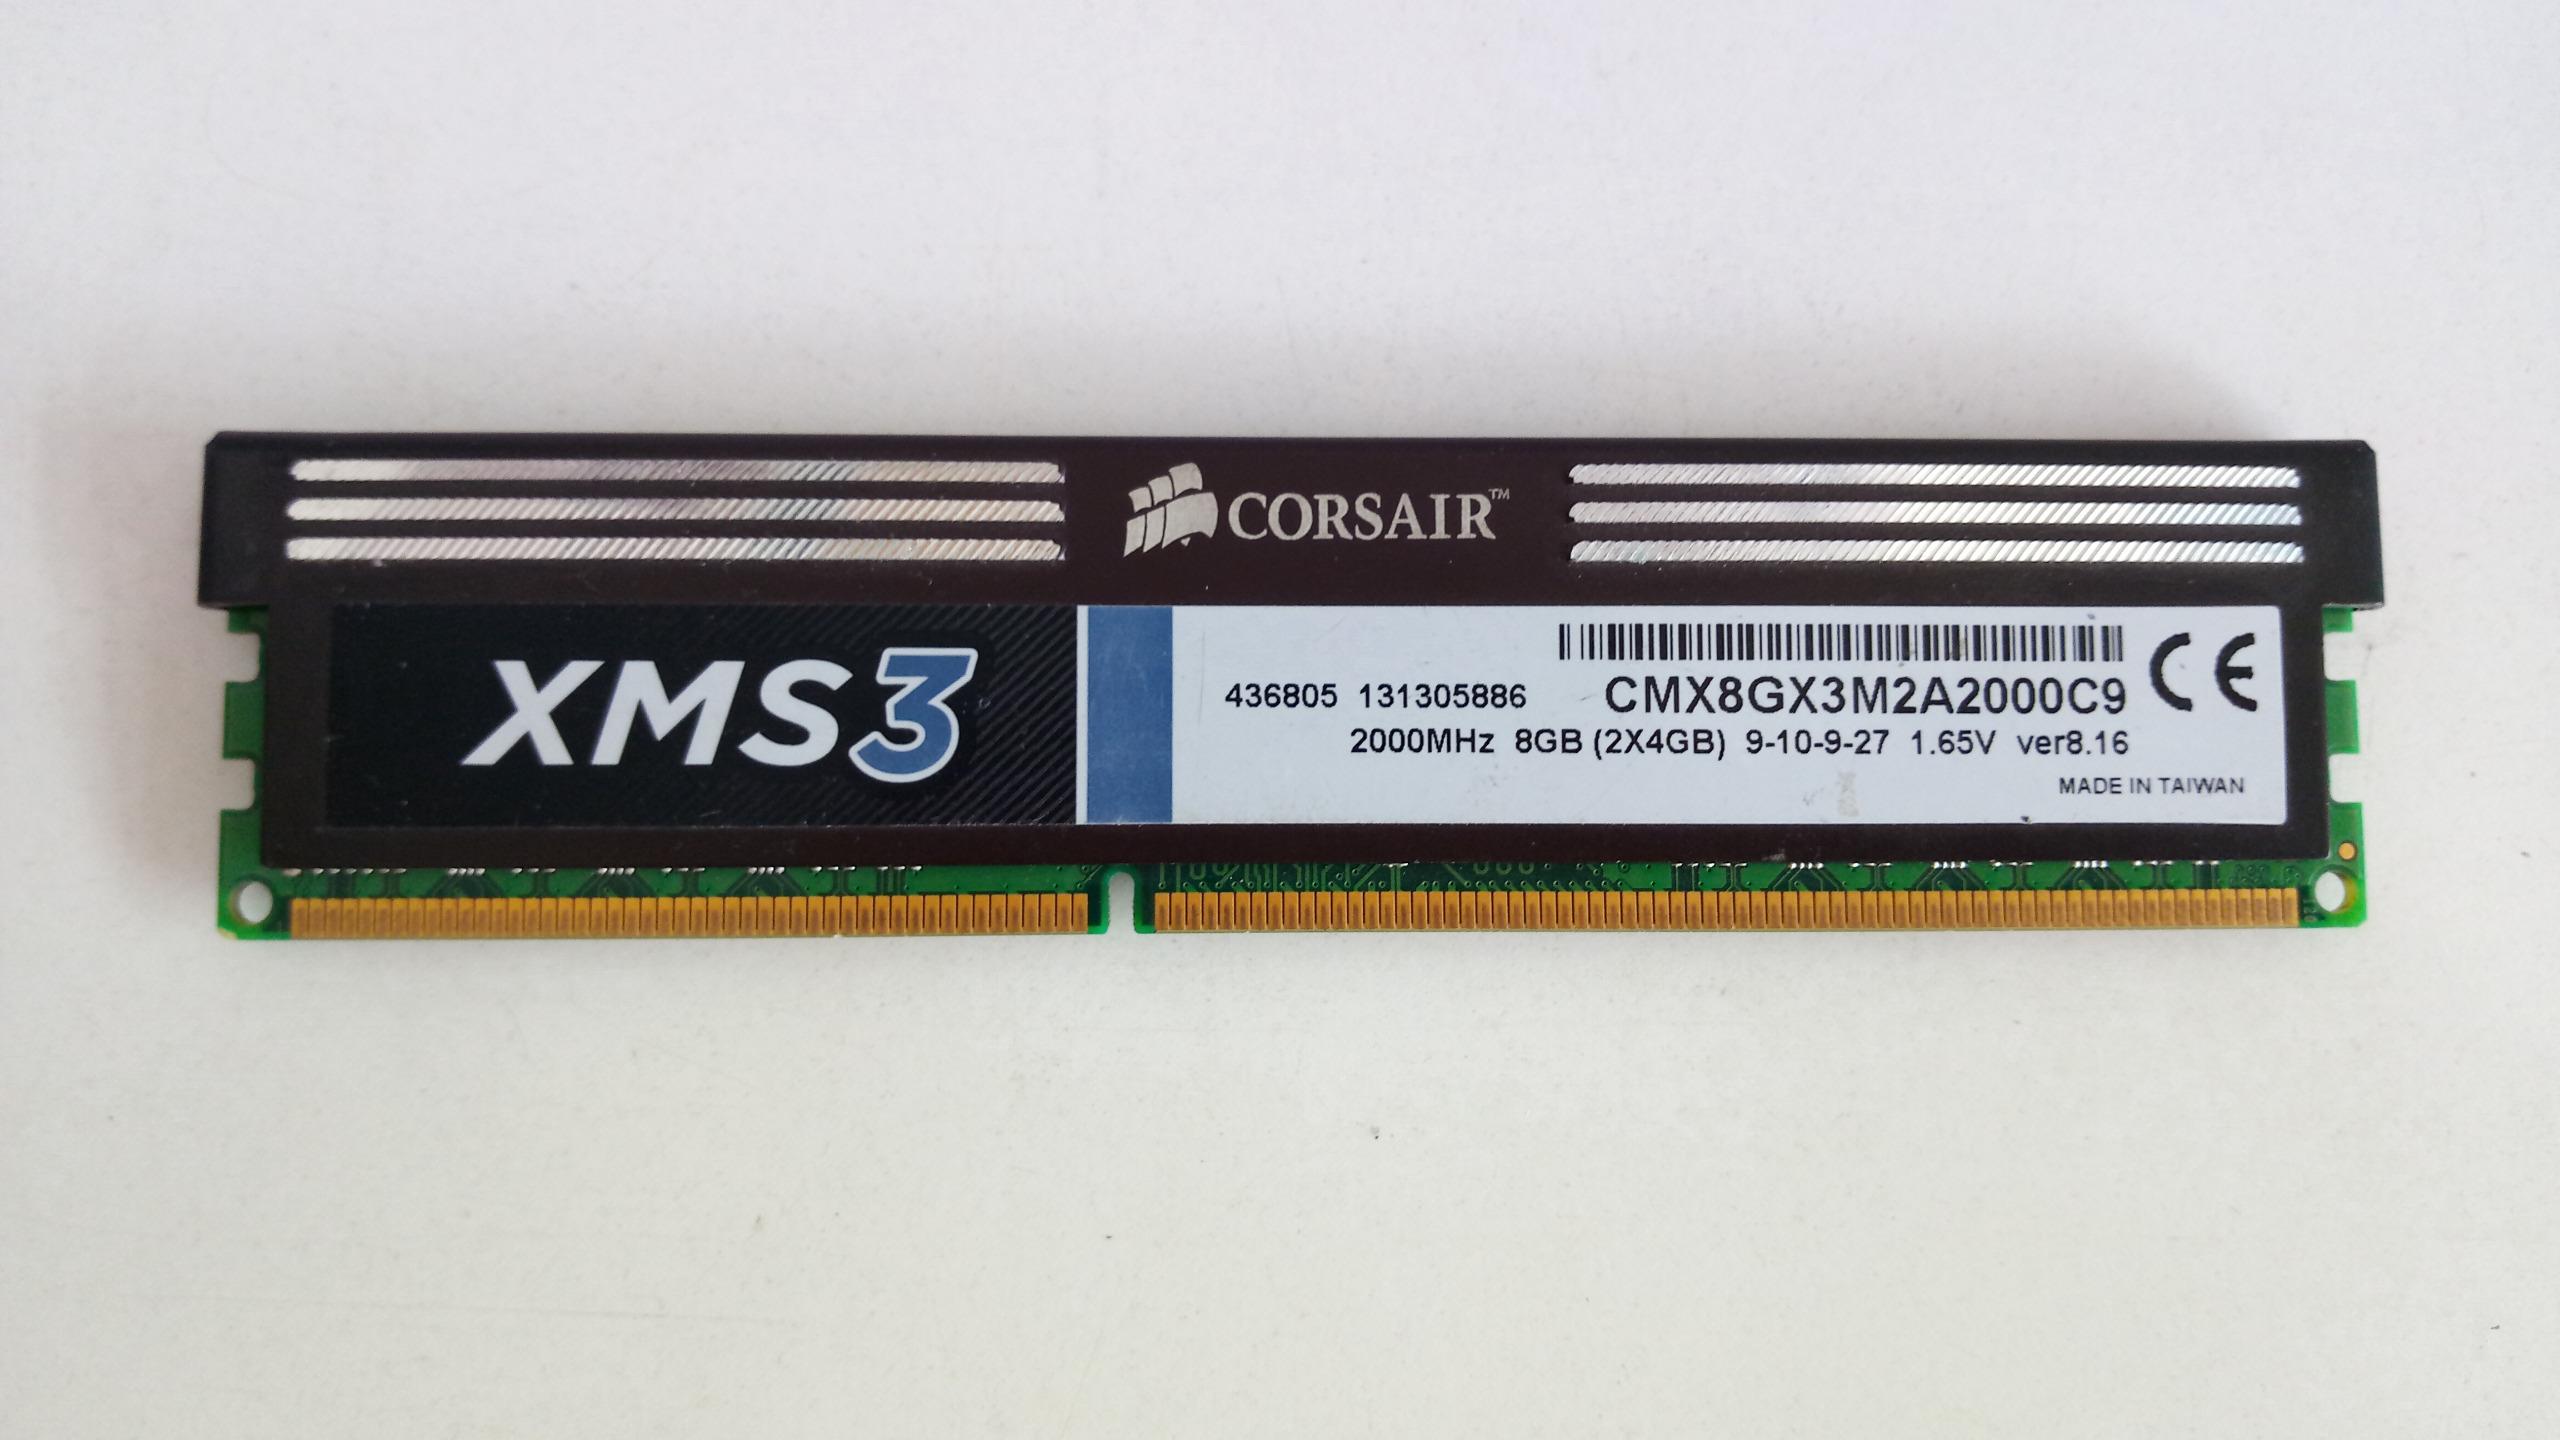 CORSAIR™
XMS3
436805 131305886 CMX8GX3M2A2000C9 CE
2000MHz 8GB (2X4GB) 9-10-9-27 1.65V ver8.16
MADE IN TAIWAN